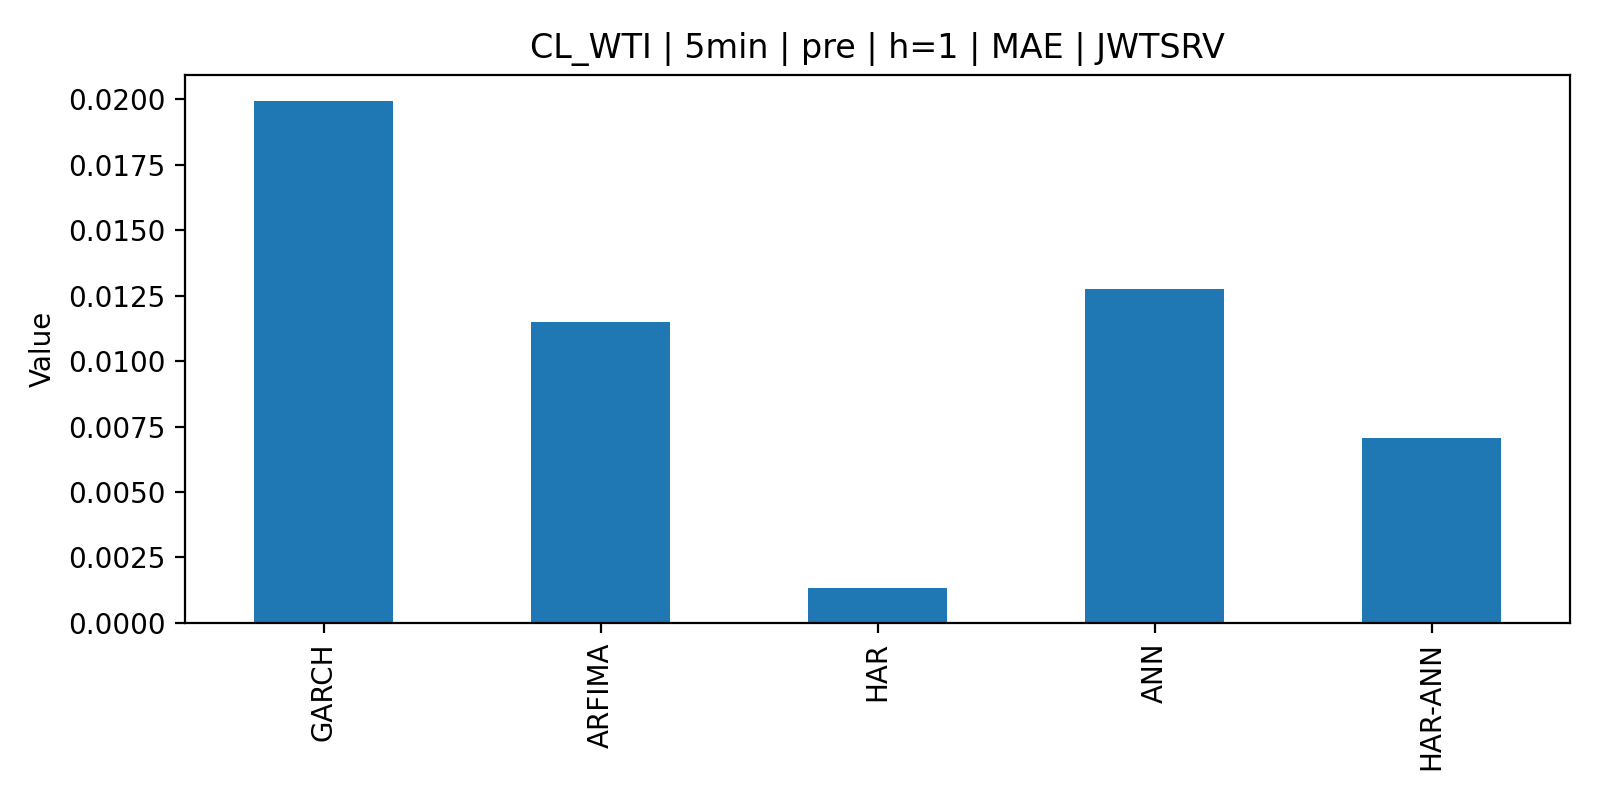 CL_WTI | 5min | pre | h=1 | MAE | JWTSRV
Value
0.0200
0.0175
0.0150
0.0125
0.0100
0.0075
0.0050
0.0025
0.0000
GARCH
ARFIMA
HAR
ANN
HAR-ANN